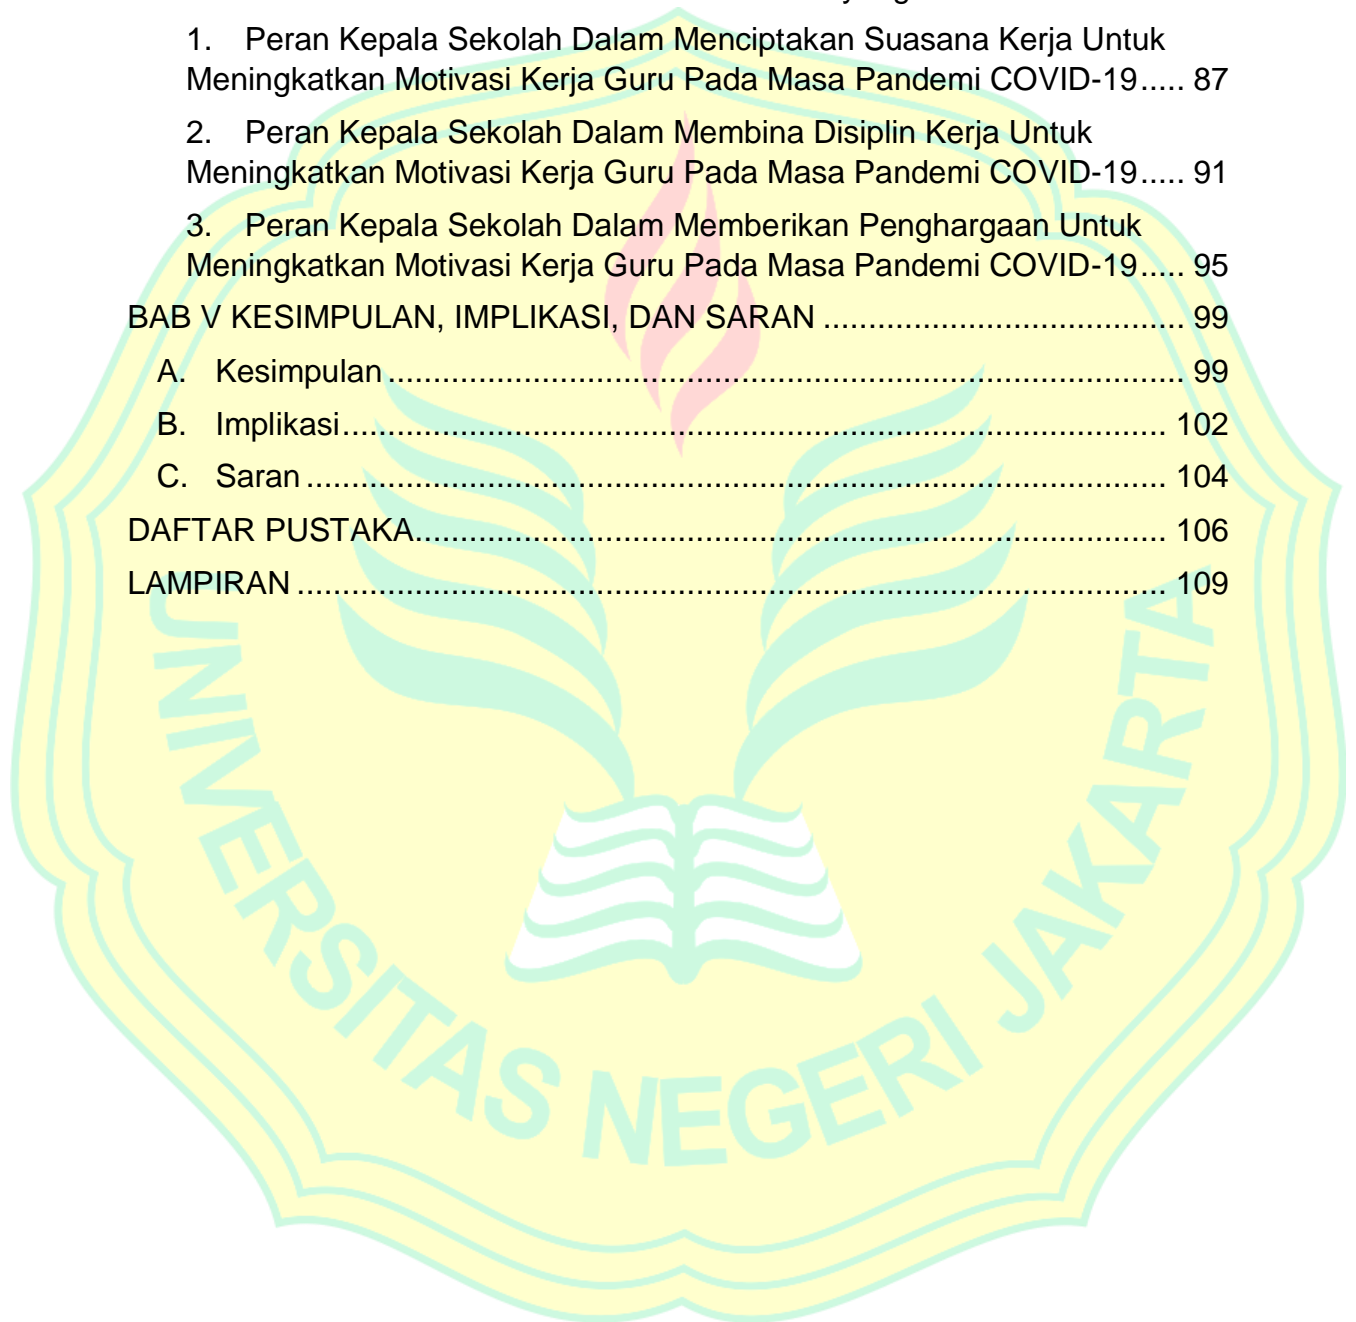 1. Peran Kepala Sekolah Dalam Menciptakan Suasana Kerja Untuk
Meningkatkan Motivasi Kerja Guru Pada Masa Pandemi COVID-19..... 87
2. Peran Kepala Sekolah Dalam Membina Disiplin Kerja Untuk
Meningkatkan Motivasi Kerja Guru Pada Masa Pandemi COVID-19..... 91
3. Peran Kepala Sekolah Dalam Memberikan Penghargaan Untuk
Meningkatkan Motivasi Kerja Guru Pada Masa Pandemi COVID-19..... 95
BAB V KESIMPULAN, IMPLIKASI, DAN SARAN ........................................ 99
A. Kesimpulan ........................................................................................ 99
B. Implikasi........................................................................................... 102
C. Saran ............................................................................................... 104
DAFTAR PUSTAKA................................................................................... 106
LAMPIRAN ................................................................................................ 109
UNIVERSITAS NEGERI JAKARTA